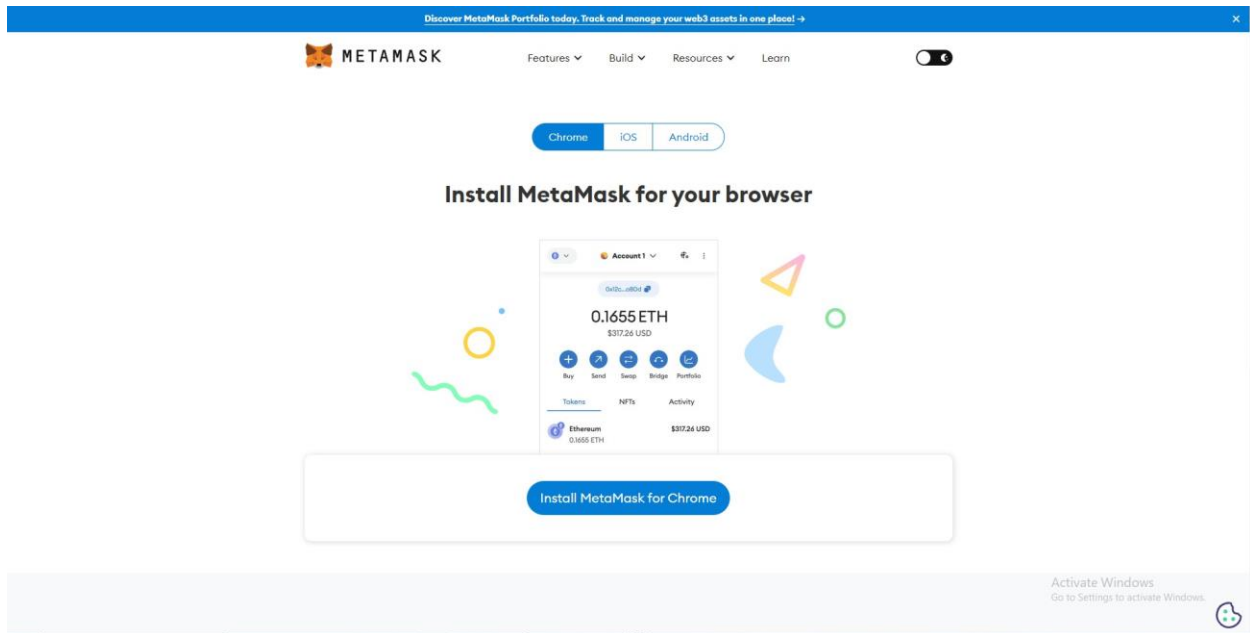 Discover MetaMask Portfolio today. Track and manage your web3 assets in one place! →
METAMASK
Features Build Resources Learn
Chrome iOS Android
Install MetaMask for your browser
Account 1
0.1655 ETH
$317.26 USD
Buy Send Swap Bridge Portfolio
Tokens NFTs Activity
Ethereum $317.26 USD
0.1655 ETH
Install MetaMask for Chrome
Activate Windows
Go to Settings to activate Windows.